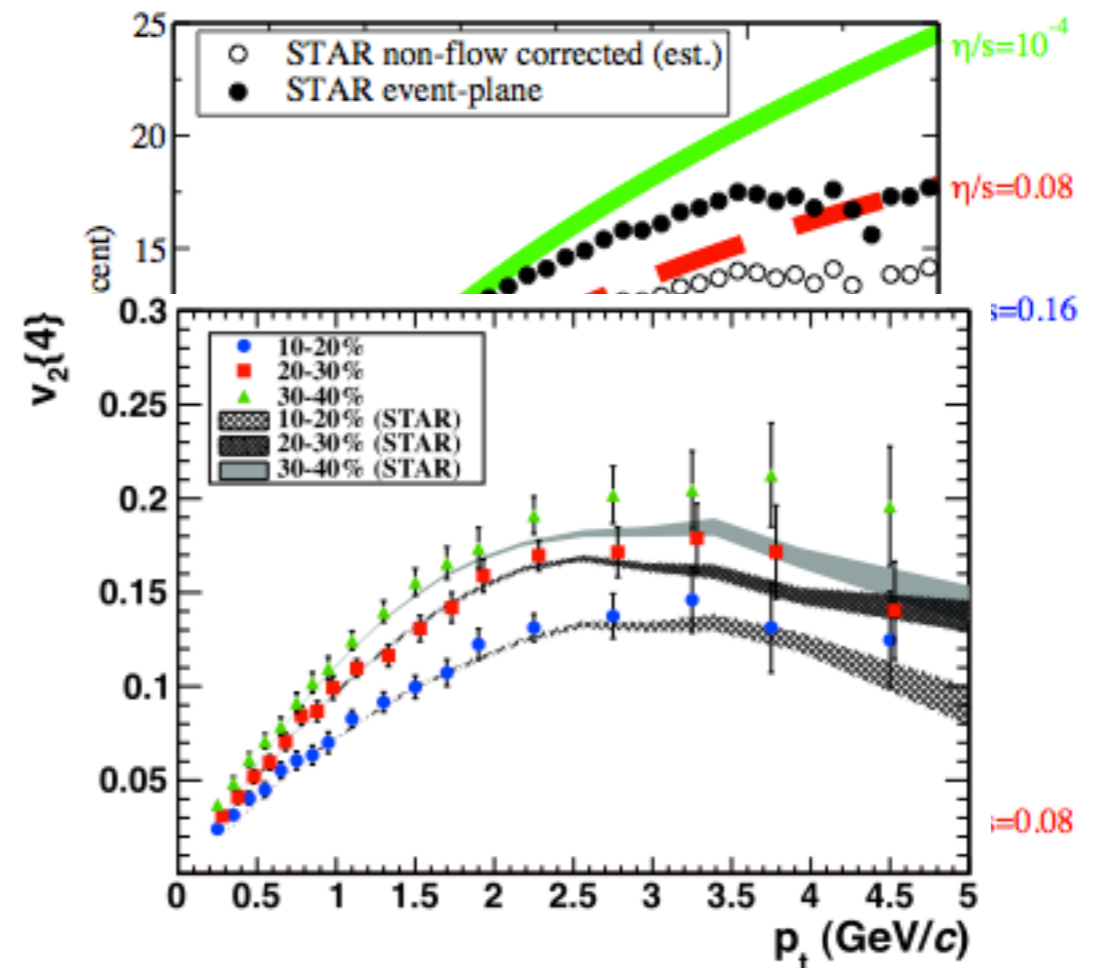 25
η/s=10⁻⁴
STAR non-flow corrected (est.)
STAR event-plane
20
η/s=0.08
15
cent)
s=0.16
0.3
v₂{4}
10-20%
20-30%
30-40%
10-20% (STAR)
20-30% (STAR)
30-40% (STAR)
0.25
0.2
0.15
0.1
0.05
s=0.08
0 0.5 1 1.5 2 2.5 3 3.5 4 4.5 5
pₜ (GeV/c)